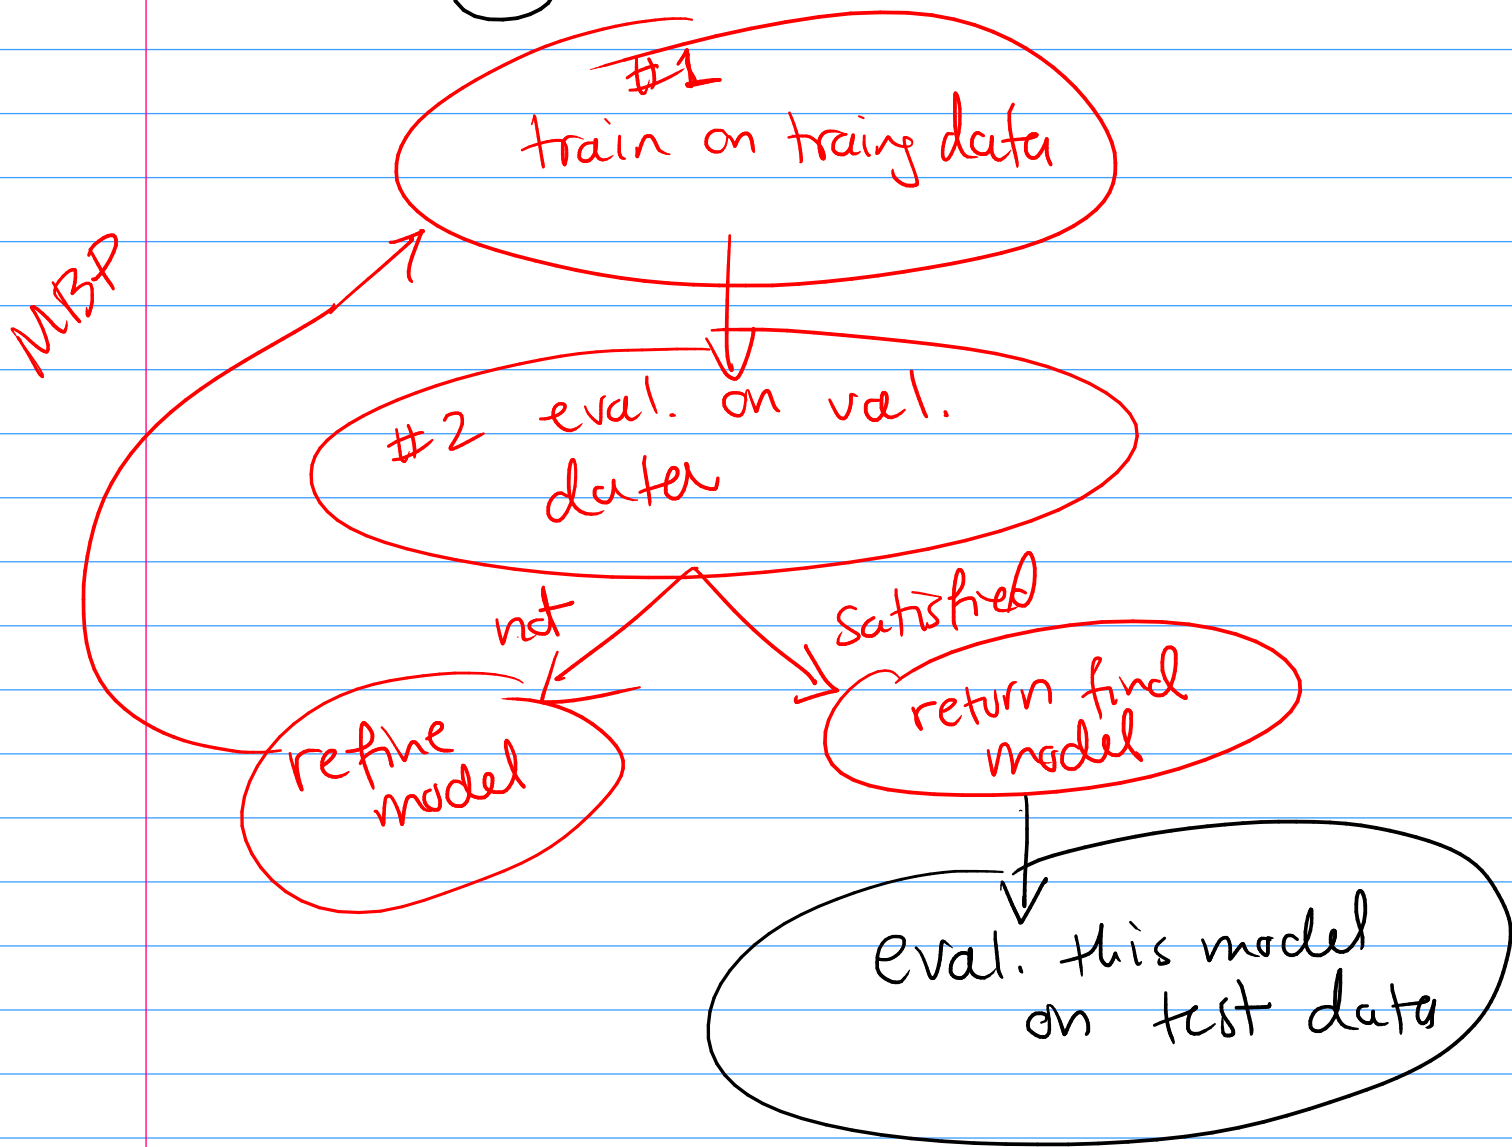 #1
train on traing data
MBP
#2 eval. on val.
data
not
satisfied
return find
model
refine
model
eval. this model
on test data